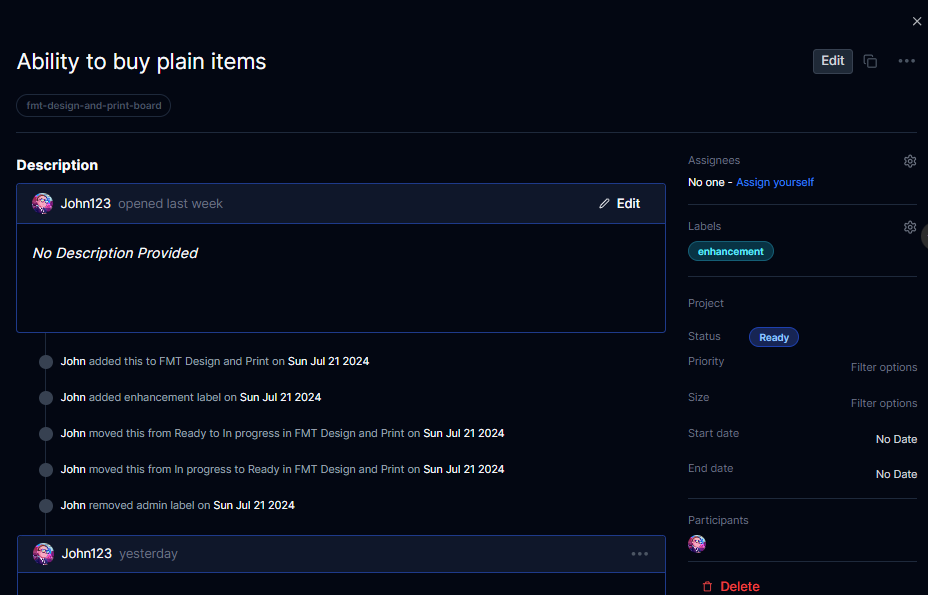 Ability to buy plain items
Edit
fmt-design-and-print-board
Description
John123 opened last week
Edit
No Description Provided
John added this to FMT Design and Print on Sun Jul 21 2024
John added enhancement label on Sun Jul 21 2024
John moved this from Ready to In progress in FMT Design and Print on Sun Jul 21 2024
John moved this from In progress to Ready in FMT Design and Print on Sun Jul 21 2024
John removed admin label on Sun Jul 21 2024
John123 yesterday
Assignees
No one - Assign yourself
Labels
enhancement
Project
Status Ready
Priority Filter options
Size Filter options
Start date No Date
End date No Date
Participants
Delete